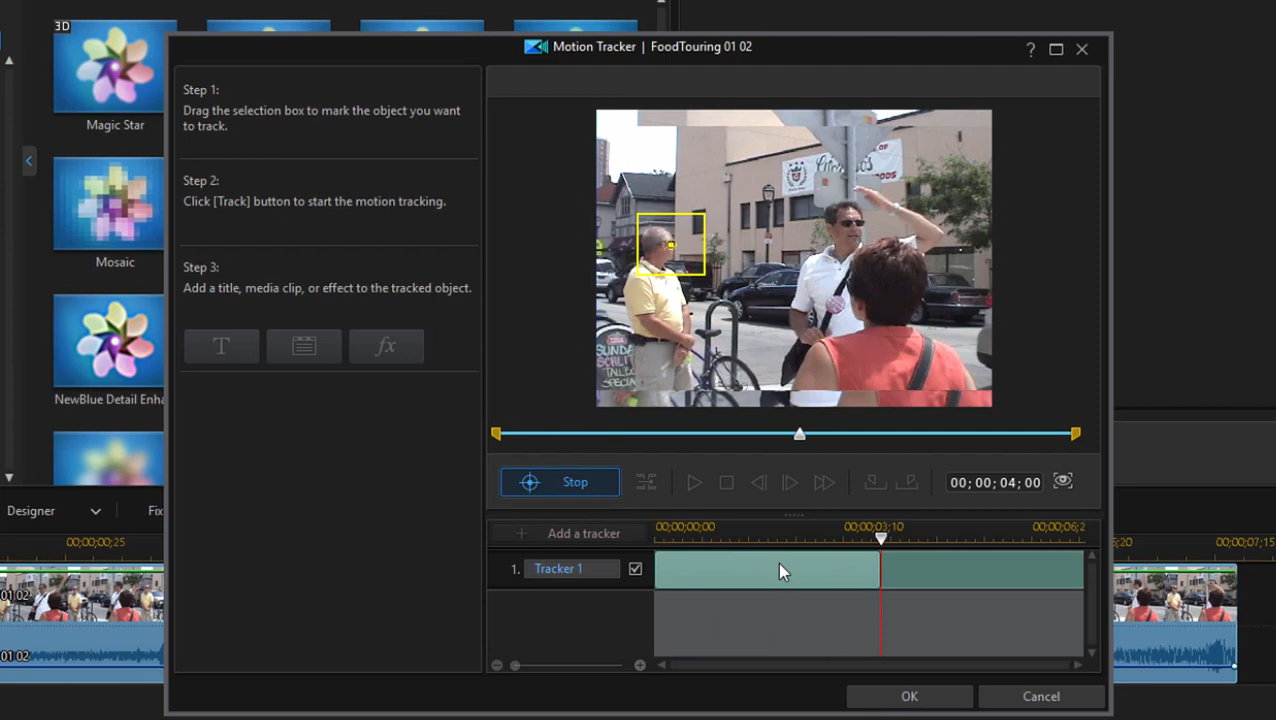 3D
Motion Tracker | FoodTouring 01 02
?
Step 1:
Drag the selection box to mark the object you want
to track.
Magic Star
Step 2:
Click [Track] button to start the motion tracking.
Step 3:
Add a title, media clip, or effect to the tracked object.
T
fx
Mosaic
NewBlue Detail Enha
SUNDA
TALLBO
SPECIAL
Stop
00; 00; 04; 00
Designer
Fix
Add a tracker
00;00;00;00
00;00;03;10
00;00;06;2
1.
Tracker 1
00;00;00;25
6;20
00;00;07;15
01 02
01 02
OK
Cancel